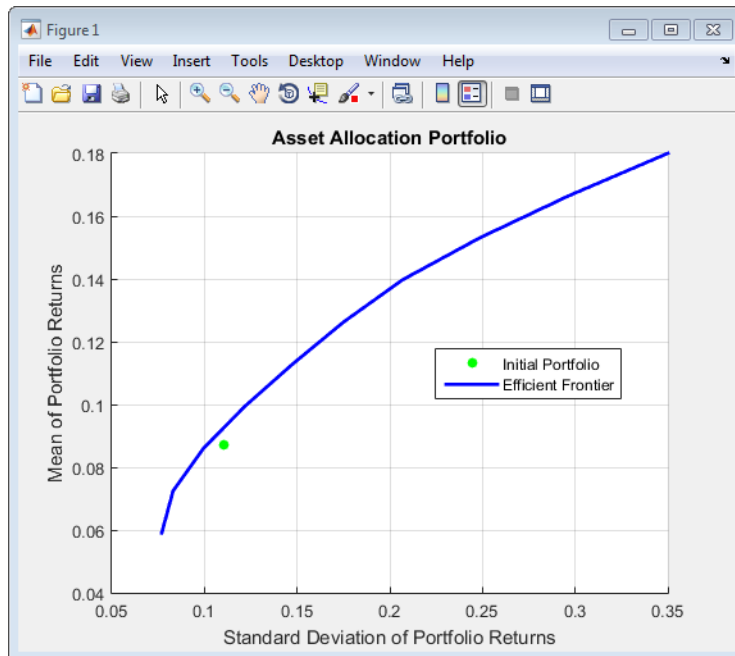 Figure 1
File Edit View Insert Tools Desktop Window Help
Asset Allocation Portfolio
0.18
0.16
0.14
0.12
0.1
0.08
0.06
0.04
Mean of Portfolio Returns
Initial Portfolio
Efficient Frontier
0.05 0.1 0.15 0.2 0.25 0.3 0.35
Standard Deviation of Portfolio Returns